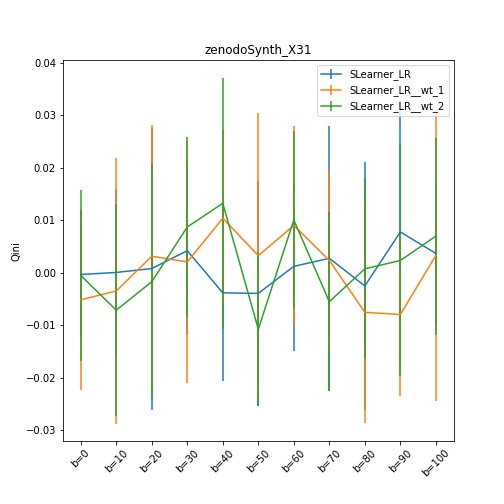 zenodoSynth_X31
SLearner_LR
SLearner_LR__wt_1
SLearner_LR__wt_2
Qini
0.04
0.03
0.02
0.01
0.00
−0.01
−0.02
−0.03
b=0
b=10
b=20
b=30
b=40
b=50
b=60
b=70
b=80
b=90
b=100